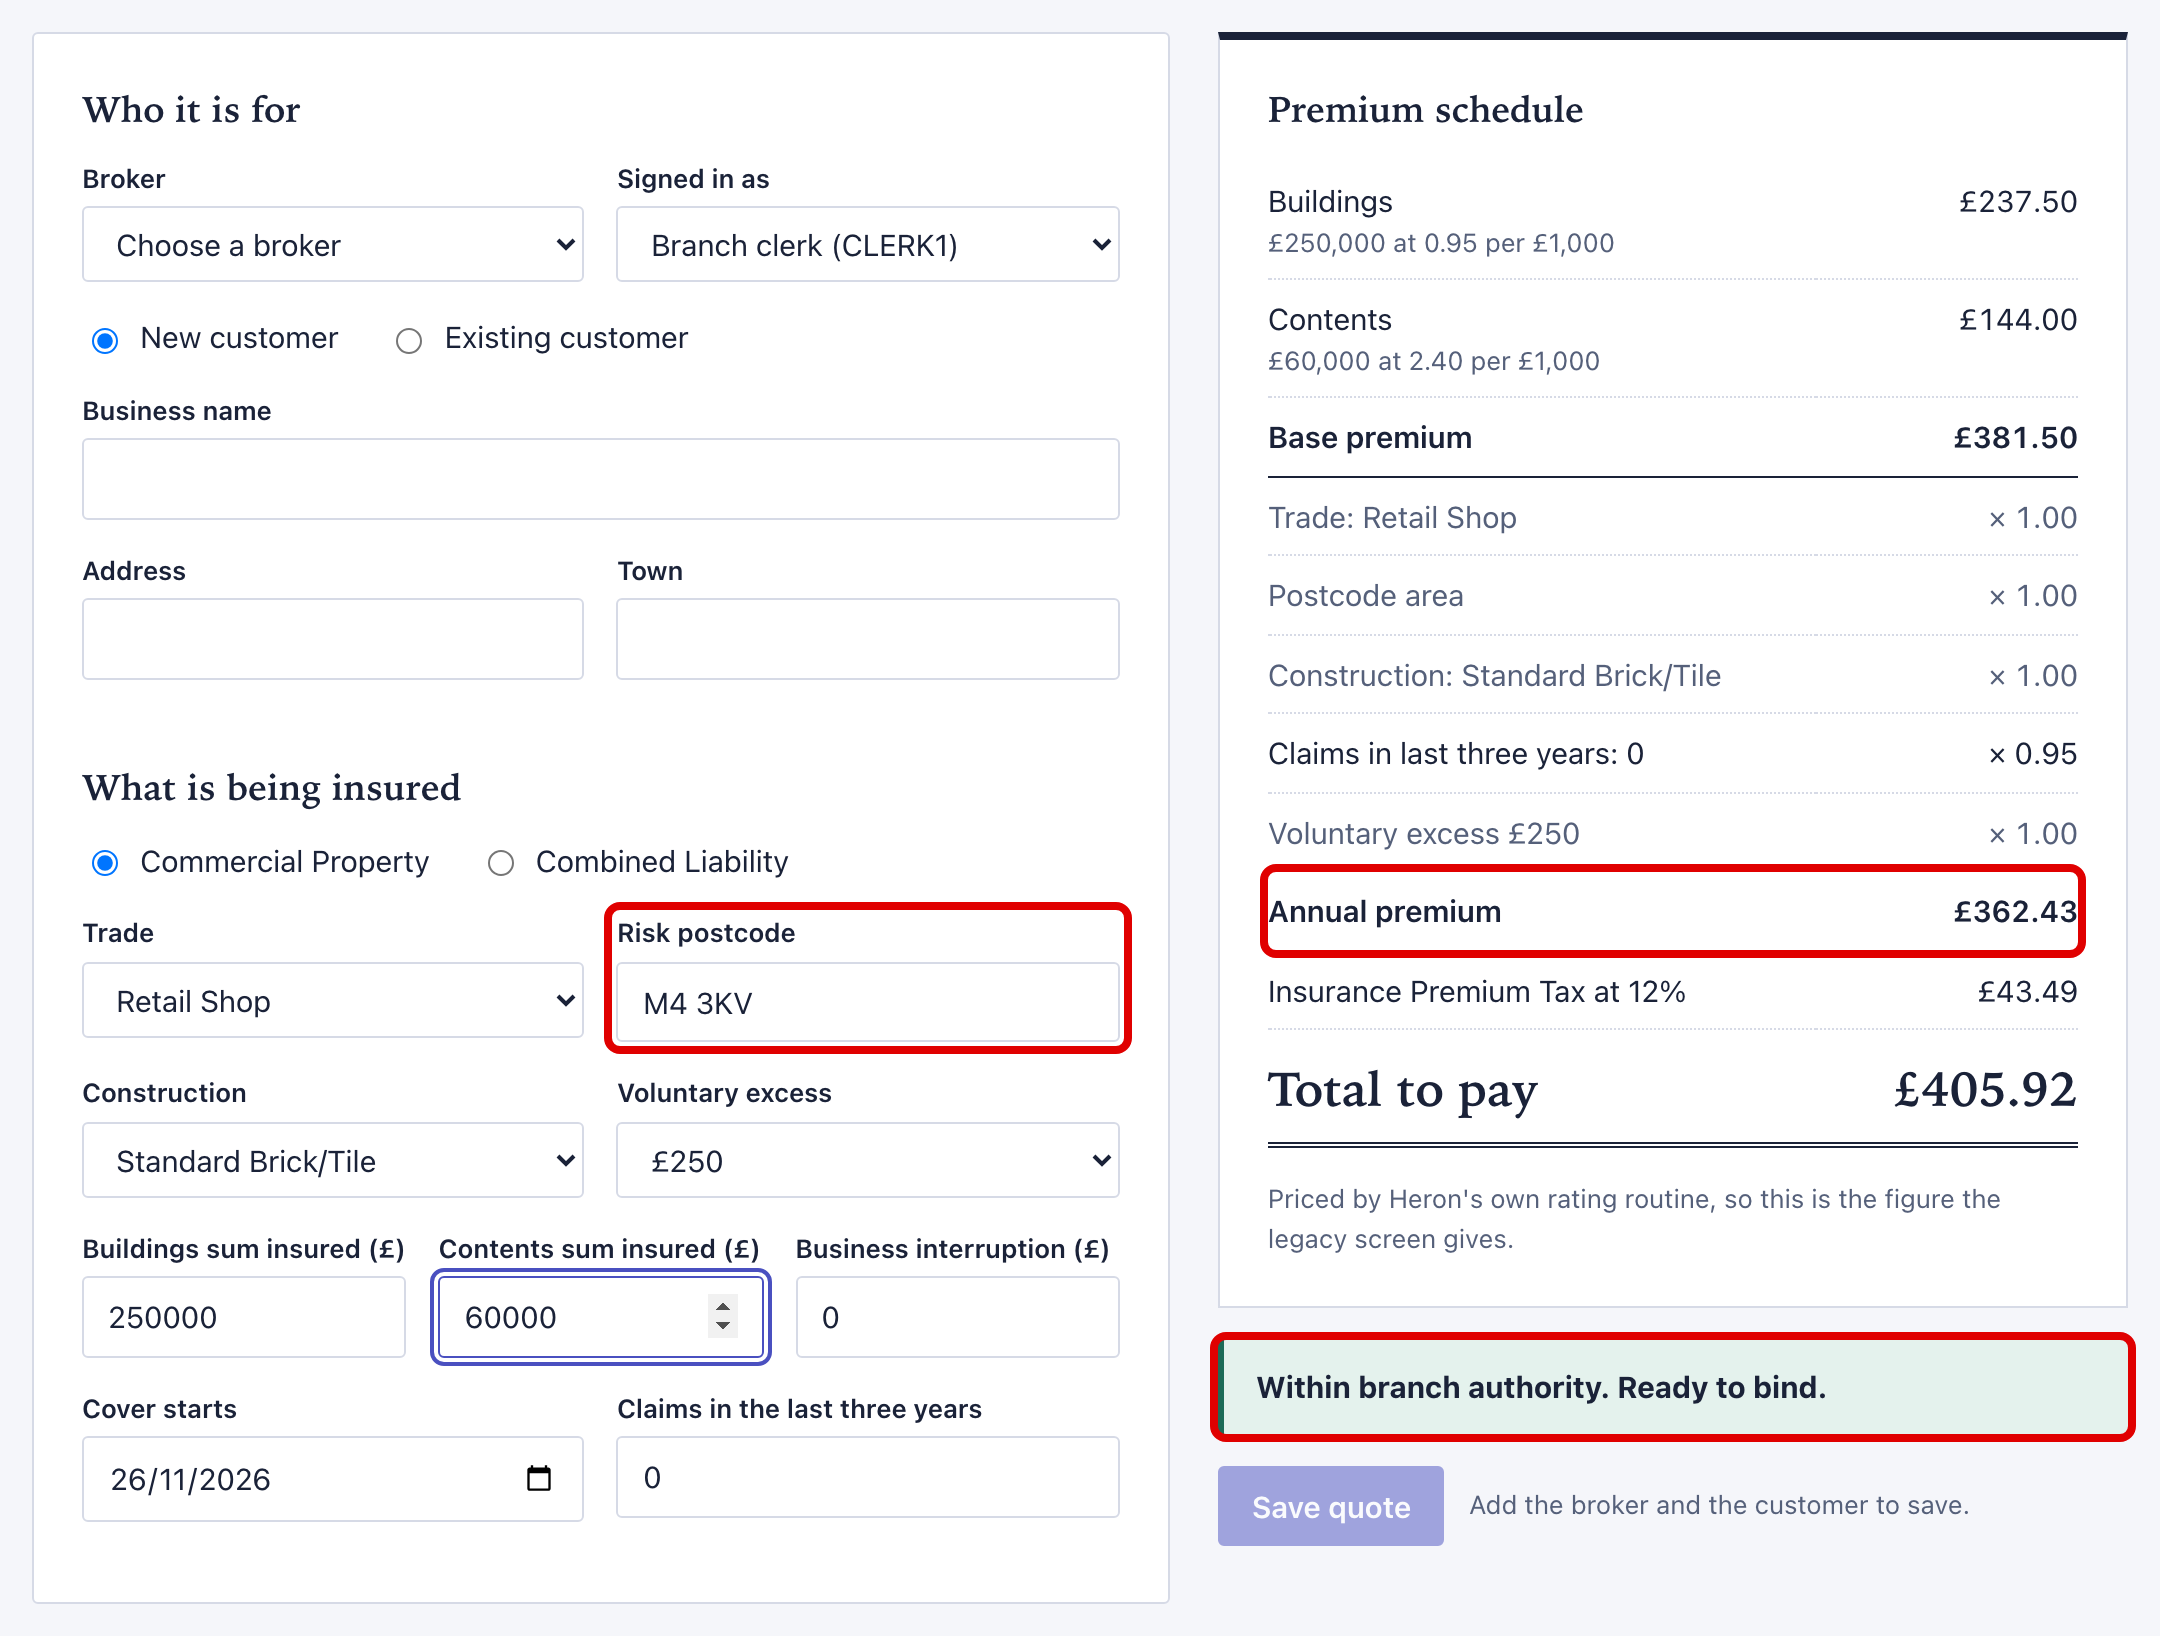 Who it is for
Broker
Signed in as
Choose a broker
Branch clerk (CLERK1)
New customer
Existing customer
Business name
Address
Town
What is being insured
Commercial Property
Combined Liability
Trade
Risk postcode
Retail Shop
M4 3KV
Construction
Voluntary excess
Standard Brick/Tile
£250
Buildings sum insured (£)
Contents sum insured (£)
Business interruption (£)
250000
60000
0
Cover starts
Claims in the last three years
26/11/2026
0
Premium schedule
Buildings £237.50
£250,000 at 0.95 per £1,000
Contents £144.00
£60,000 at 2.40 per £1,000
Base premium £381.50
Trade: Retail Shop × 1.00
Postcode area × 1.00
Construction: Standard Brick/Tile × 1.00
Claims in last three years: 0 × 0.95
Voluntary excess £250 × 1.00
Annual premium £362.43
Insurance Premium Tax at 12% £43.49
Total to pay £405.92
Priced by Heron's own rating routine, so this is the figure the
legacy screen gives.
Within branch authority. Ready to bind.
Save quote
Add the broker and the customer to save.